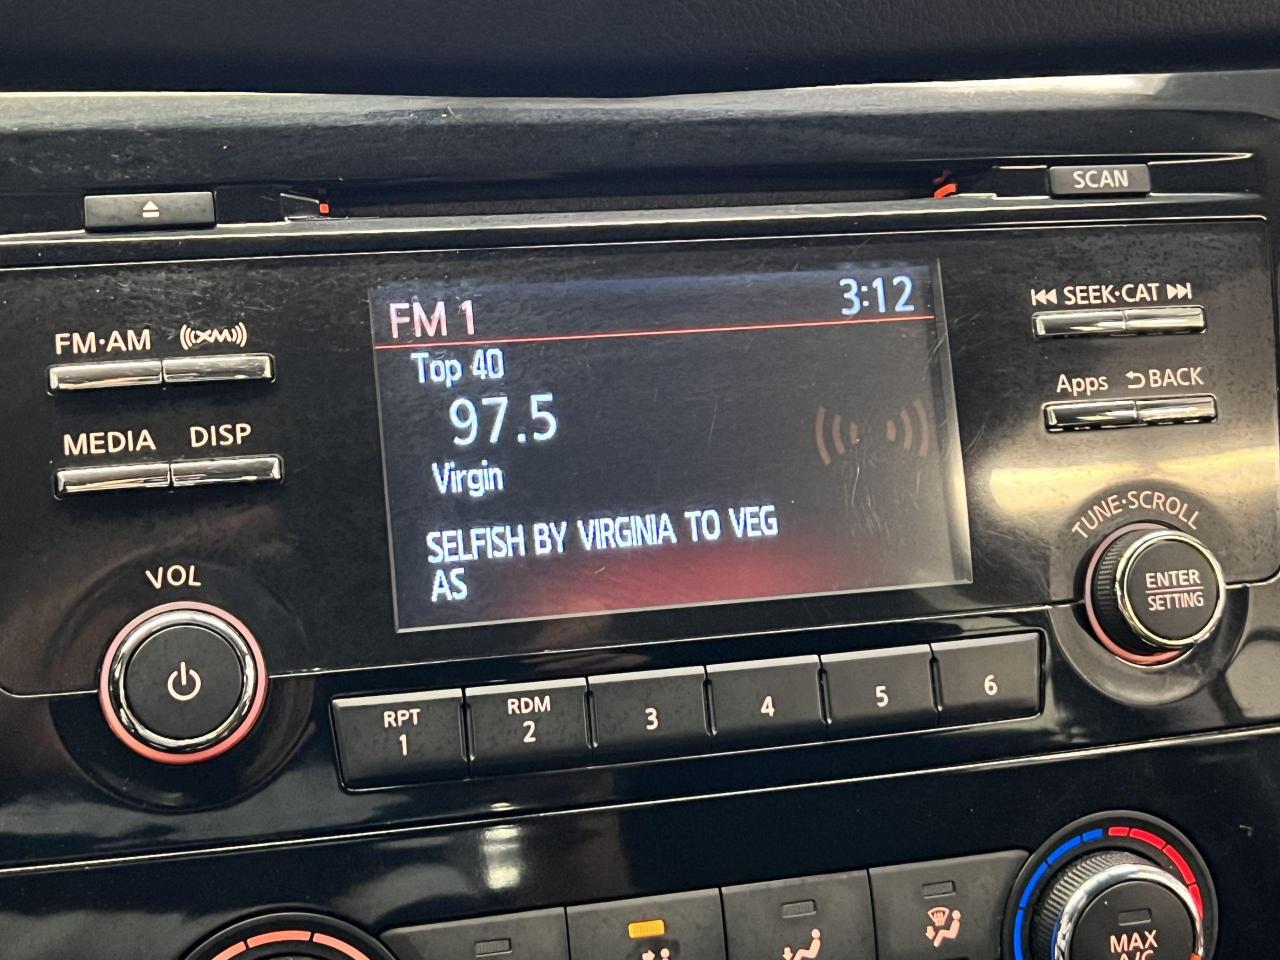 SCAN
FM·AM
(((XM)))
FM 1
3:12
SEEK·CAT
Top 40
97.5
Apps
BACK
MEDIA
DISP
Virgin
SELFISH BY VIRGINIA TO VEG
AS
TUNE·SCROLL
ENTER
SETTING
VOL
RPT
1
RDM
2
3
4
5
6
MAX
A/C